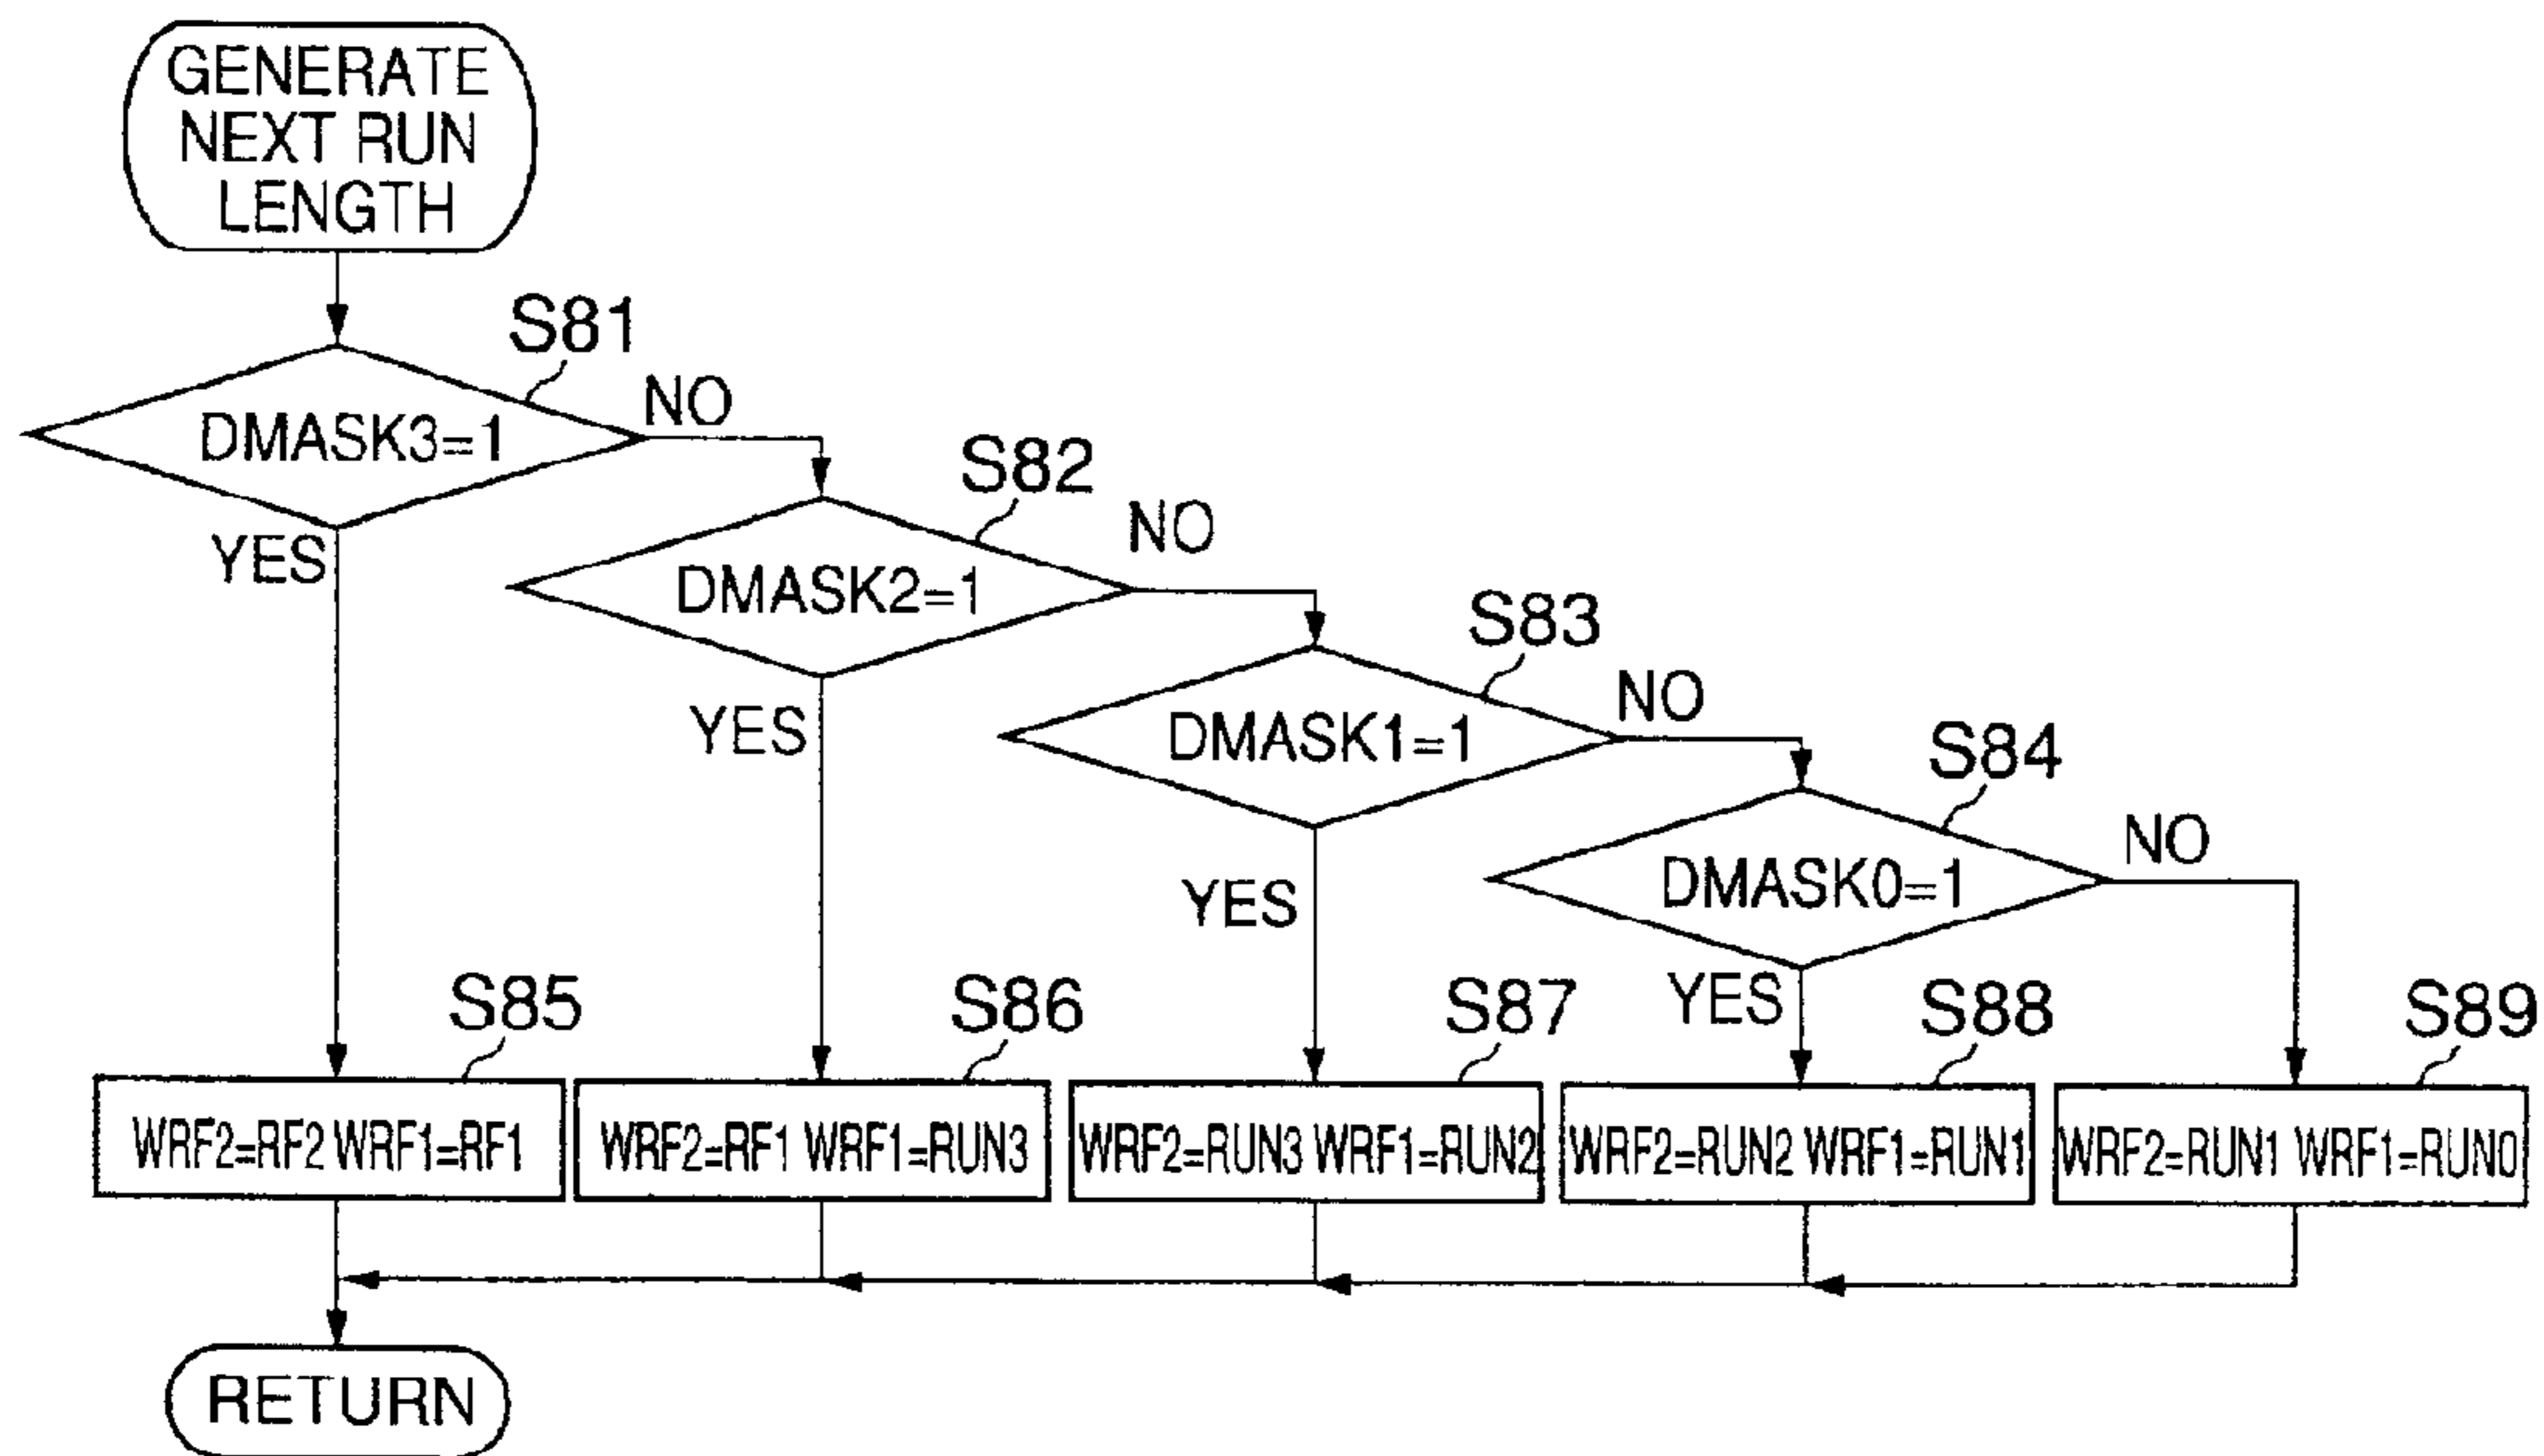 GENERATE
NEXT RUN
LENGTH
S81
DMASK3=1
NO
YES
S82
DMASK2=1
NO
YES
S83
DMASK1=1
NO
YES
S84
DMASK0=1
NO
YES
S85
WRF2=RF2 WRF1=RF1
S86
WRF2=RF1 WRF1=RUN3
S87
WRF2=RUN3 WRF1=RUN2
S88
WRF2=RUN2 WRF1=RUN1
S89
WRF2=RUN1 WRF1=RUN0
RETURN